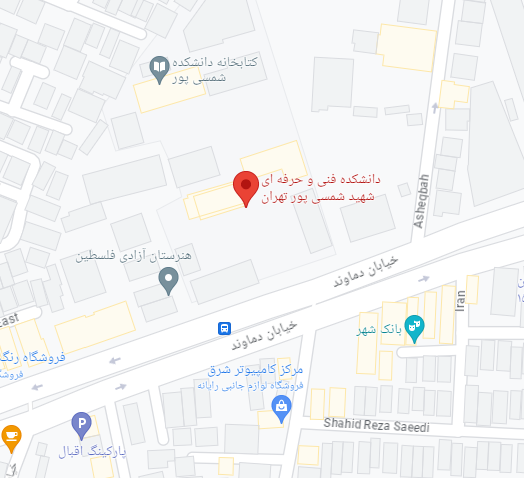 کتابخانه دانشکده
شمسی پور
دانشکده فنی و حرفه ای
شهید شمسی پور تهران
Asheqbah
هنرستان آزادی فلسطین
خیابان دماوند
Iran
East
بانک شهر
خیابان دماوند
فروشگاه رنگ
مرکز کامپیوتر شرق
فروشگاه لوازم جانبی رایانه
P
پارکینگ اقبال
Shahid Reza Saeedi